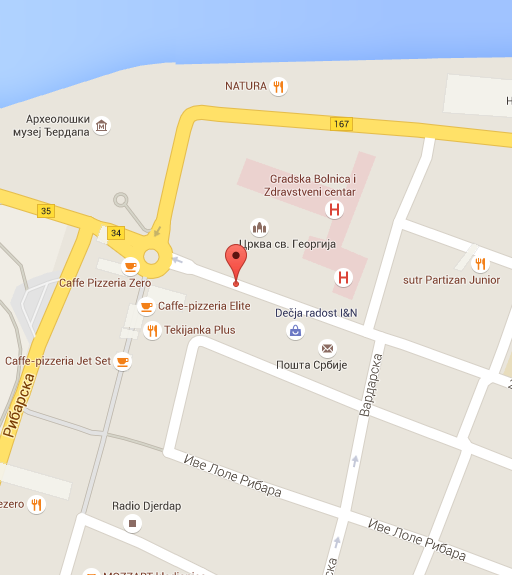 NATURA
Археолошки
музеј Ђердапа
167
Gradska Bolnica i
Zdravstveni centar
H
35
34
Црква св. Георгија
H
Caffe Pizzeria Zero
sutr Partizan Junior
Caffe-pizzeria Elite
Dečja radost I&N
Tekijanka Plus
Caffe-pizzeria Jet Set
Пошта Србије
Вардарска
Рибарска
Иве Лоле Рибара
ezero
Radio Djerdap
Иве Лоле Рибара
рска